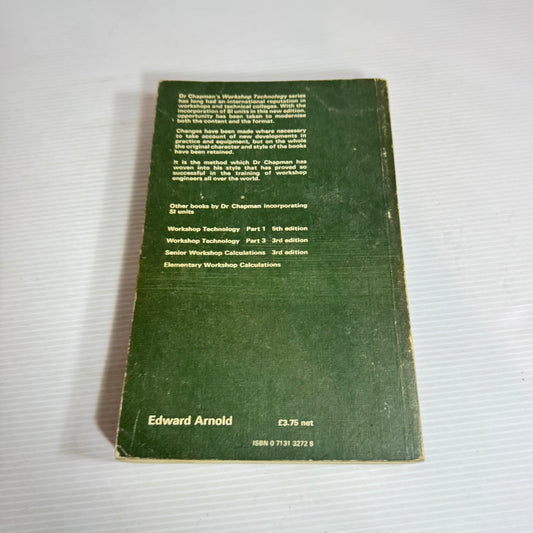 Dr Chapman's Workshop Technology series
has long had an international reputation in
workshops and technical colleges. With the
incorporation of SI units in this new edition,
opportunity has been taken to modernise
both the content and the format.
Changes have been made where necessary
to take account of new developments in
practice and equipment, but on the whole
the original character and style of the books
have been retained.
It is the method which Dr Chapman has
woven into his style that has proved so
successful in the training of workshop
engineers all over the world.
Other books by Dr Chapman incorporating
SI units
Workshop Technology Part 1 5th edition
Workshop Technology Part 3 3rd edition
Senior Workshop Calculations 3rd edition
Elementary Workshop Calculations
Edward Arnold £3.75 net
ISBN 0 7131 3272 8